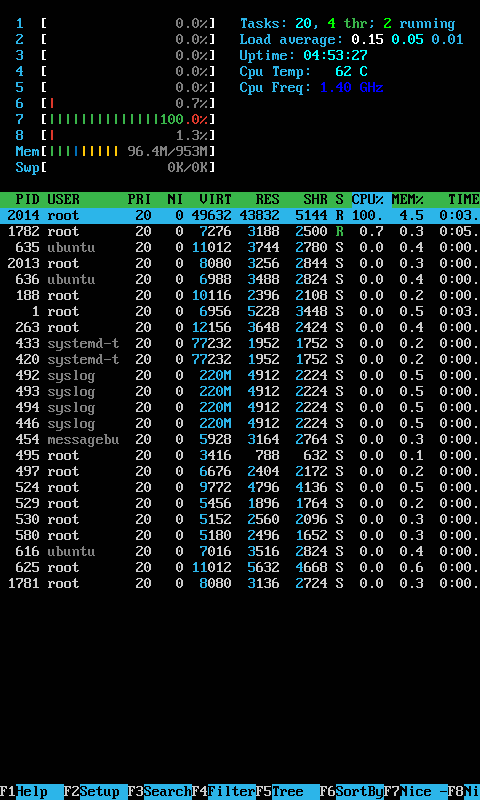 1 [ 0.0%] Tasks: 20, 4 thr; 2 running
2 [ 0.0%] Load average: 0.15 0.05 0.01
3 [ 0.0%] Uptime: 04:53:27
4 [ 0.0%] Cpu Temp: 62 C
5 [ 0.0%] Cpu Freq: 1.40 GHz
6 [| 0.7%]
7 [||||||||||||||100.0%]
8 [| 1.3%]
Mem[||||||||| 96.4M/953M]
Swp[ 0K/0K]
PID USER PRI NI VIRT RES SHR S CPU% MEM% TIME
2014 root 20 0 49632 43832 5144 R 100. 4.5 0:03.
1782 root 20 0 7276 3188 2500 R 0.7 0.3 0:05.
635 ubuntu 20 0 11012 3744 2780 S 0.0 0.4 0:00.
2013 root 20 0 8080 3256 2844 S 0.0 0.3 0:00.
636 ubuntu 20 0 6988 3488 2824 S 0.0 0.4 0:00.
188 root 20 0 10116 2396 2108 S 0.0 0.2 0:00.
1 root 20 0 6956 5228 3448 S 0.0 0.5 0:03.
263 root 20 0 12156 3648 2424 S 0.0 0.4 0:00.
433 systemd-t 20 0 77232 1952 1752 S 0.0 0.2 0:00.
420 systemd-t 20 0 77232 1952 1752 S 0.0 0.2 0:00.
492 syslog 20 0 220M 4912 2224 S 0.0 0.5 0:00.
493 syslog 20 0 220M 4912 2224 S 0.0 0.5 0:00.
494 syslog 20 0 220M 4912 2224 S 0.0 0.5 0:00.
446 syslog 20 0 220M 4912 2224 S 0.0 0.5 0:00.
454 messagebu 20 0 5928 3164 2764 S 0.0 0.3 0:00.
495 root 20 0 3416 788 632 S 0.0 0.1 0:00.
497 root 20 0 6676 2404 2172 S 0.0 0.2 0:00.
524 root 20 0 9772 4796 4136 S 0.0 0.5 0:00.
529 root 20 0 5456 1896 1764 S 0.0 0.2 0:00.
530 root 20 0 5152 2560 2096 S 0.0 0.3 0:00.
580 root 20 0 5180 2496 1652 S 0.0 0.3 0:00.
616 ubuntu 20 0 7016 3516 2824 S 0.0 0.4 0:00.
625 root 20 0 11012 5632 4668 S 0.0 0.6 0:00.
1781 root 20 0 8080 3136 2724 S 0.0 0.3 0:00.
F1Help F2Setup F3SearchF4FilterF5Tree F6SortByF7Nice -F8Ni